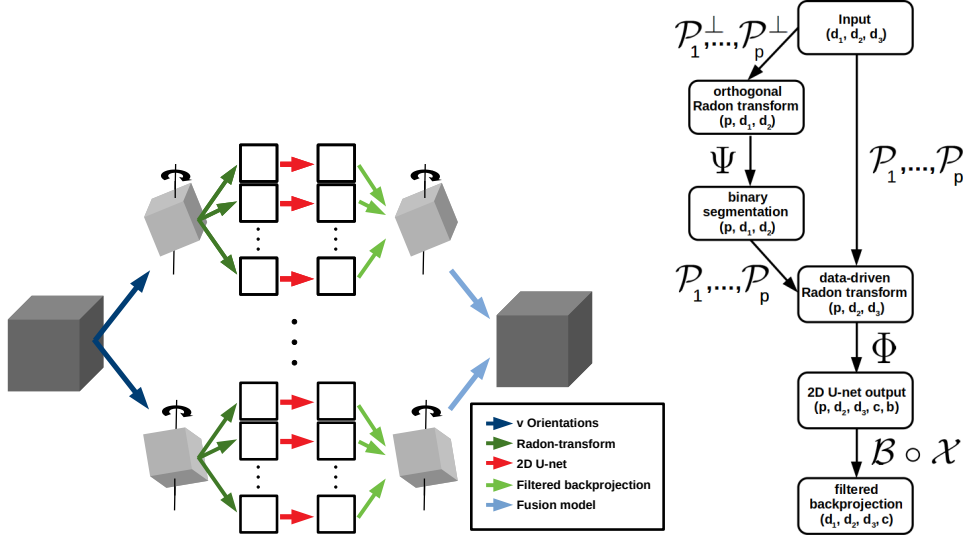 v Orientations
Radon-transform
2D U-net
Filtered backprojection
Fusion model
Input
(d₁, d₂, d₃)
𝒫₁^⊥,...,𝒫ₚ^⊥
orthogonal
Radon transform
(p, d₁, d₂)
Ψ
𝒫₁,...,𝒫ₚ
binary
segmentation
(p, d₁, d₂)
𝒫₁,...,𝒫ₚ
data-driven
Radon transform
(p, d₂, d₃)
Φ
2D U-net output
(p, d₂, d₃, c, b)
ℬ ∘ 𝒳
filtered
backprojection
(d₁, d₂, d₃, c)